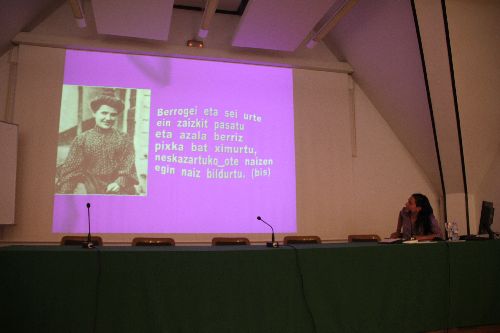 Berrogei eta sei urte
ein zaizkit pasatu
eta azala berriz
pixka bat ximurtu,
neskazartuko_ote naizen
egin naiz bildurtu. (bis)